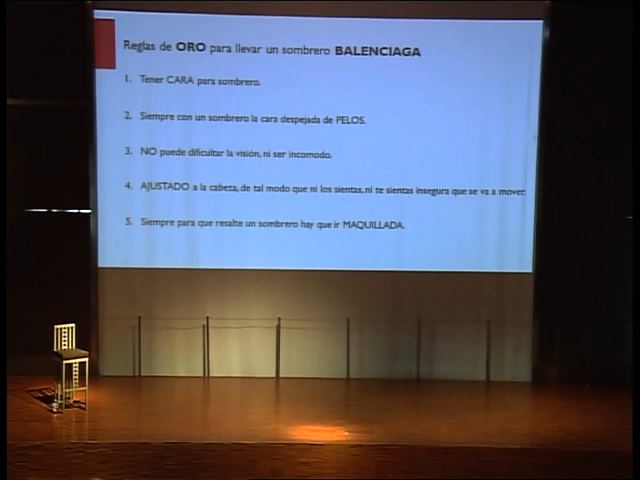 Reglas de ORO para llevar un sombrero BALENCIAGA
1. Tener CARA para sombrero.
2. Siempre con un sombrero la cara despejada de PELOS.
3. NO puede dificultar la visión, ni ser incomodo.
4. AJUSTADO a la cabeza, de tal modo que ni los sientas, ni te sientas insegura que se va a mover.
5. Siempre para que resalte un sombrero hay que ir MAQUILLADA.